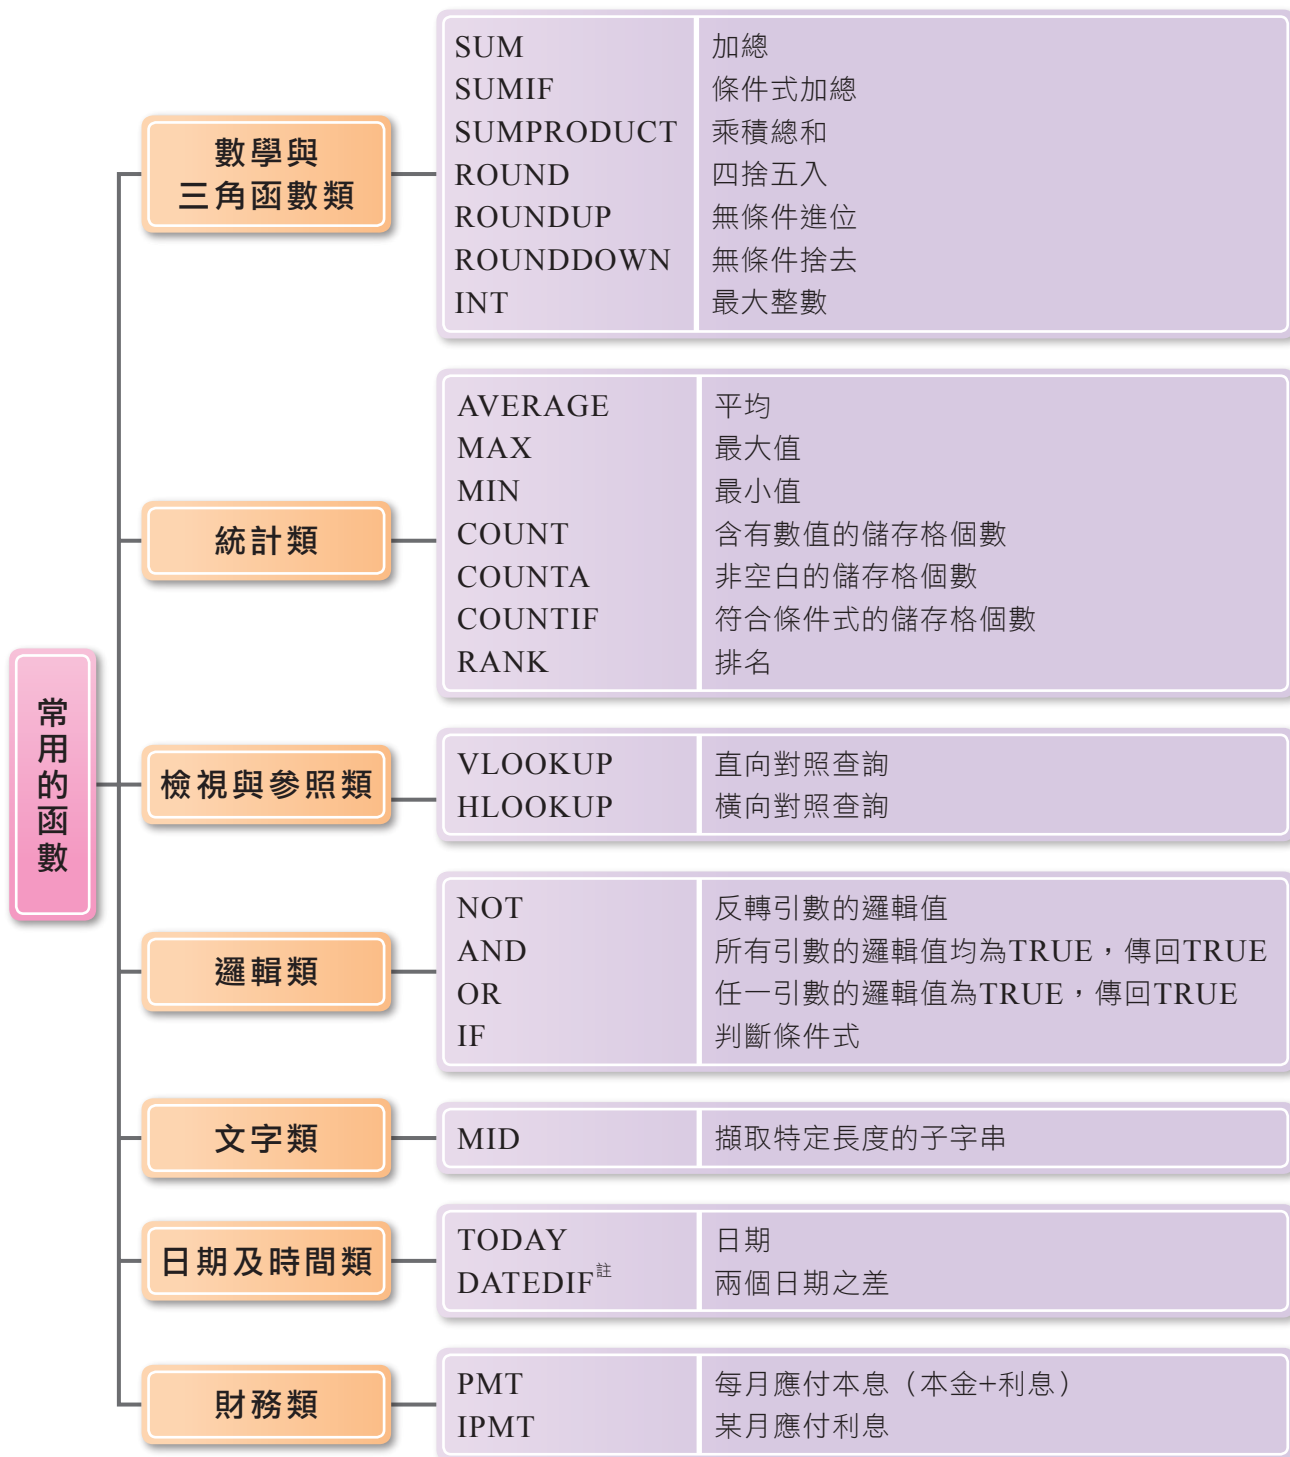 常用的函數
數學與
三角函數類
SUM 加總
SUMIF 條件式加總
SUMPRODUCT 乘積總和
ROUND 四捨五入
ROUNDUP 無條件進位
ROUNDDOWN 無條件捨去
INT 最大整數
統計類
AVERAGE 平均
MAX 最大值
MIN 最小值
COUNT 含有數值的儲存格個數
COUNTA 非空白的儲存格個數
COUNTIF 符合條件式的儲存格個數
RANK 排名
檢視與參照類
VLOOKUP 直向對照查詢
HLOOKUP 橫向對照查詢
邏輯類
NOT 反轉引數的邏輯值
AND 所有引數的邏輯值均為TRUE，傳回TRUE
OR 任一引數的邏輯值為TRUE，傳回TRUE
IF 判斷條件式
文字類
MID 擷取特定長度的子字串
日期及時間類
TODAY 日期
DATEDIF註 兩個日期之差
財務類
PMT 每月應付本息（本金+利息）
IPMT 某月應付利息